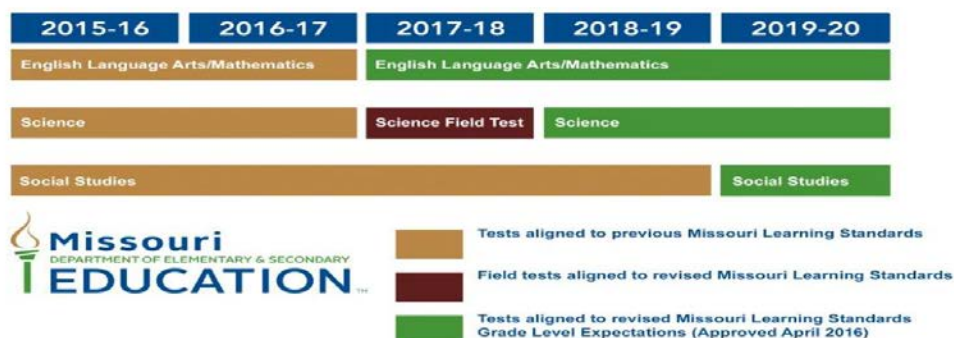 2015-16 2016-17 2017-18 2018-19 2019-20
English Language Arts/Mathematics English Language Arts/Mathematics
Science Science Field Test Science
Social Studies Social Studies
Missouri
DEPARTMENT OF ELEMENTARY & SECONDARY
EDUCATION™
Tests aligned to previous Missouri Learning Standards
Field tests aligned to revised Missouri Learning Standards
Tests aligned to revised Missouri Learning Standards
Grade Level Expectations (Approved April 2016)